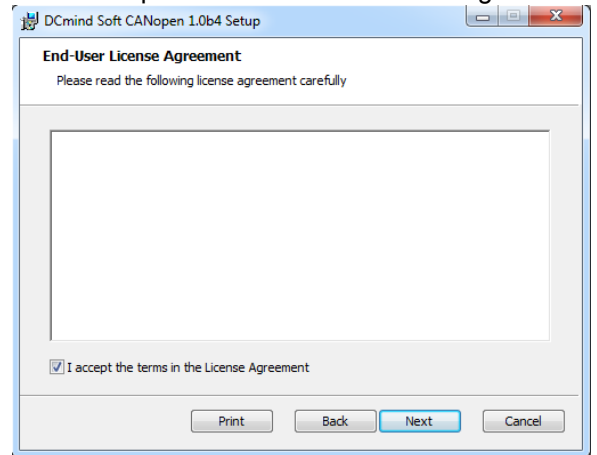 DCmind Soft CANopen 1.0b4 Setup
End-User License Agreement
Please read the following license agreement carefully
I accept the terms in the License Agreement
Print Back Next Cancel